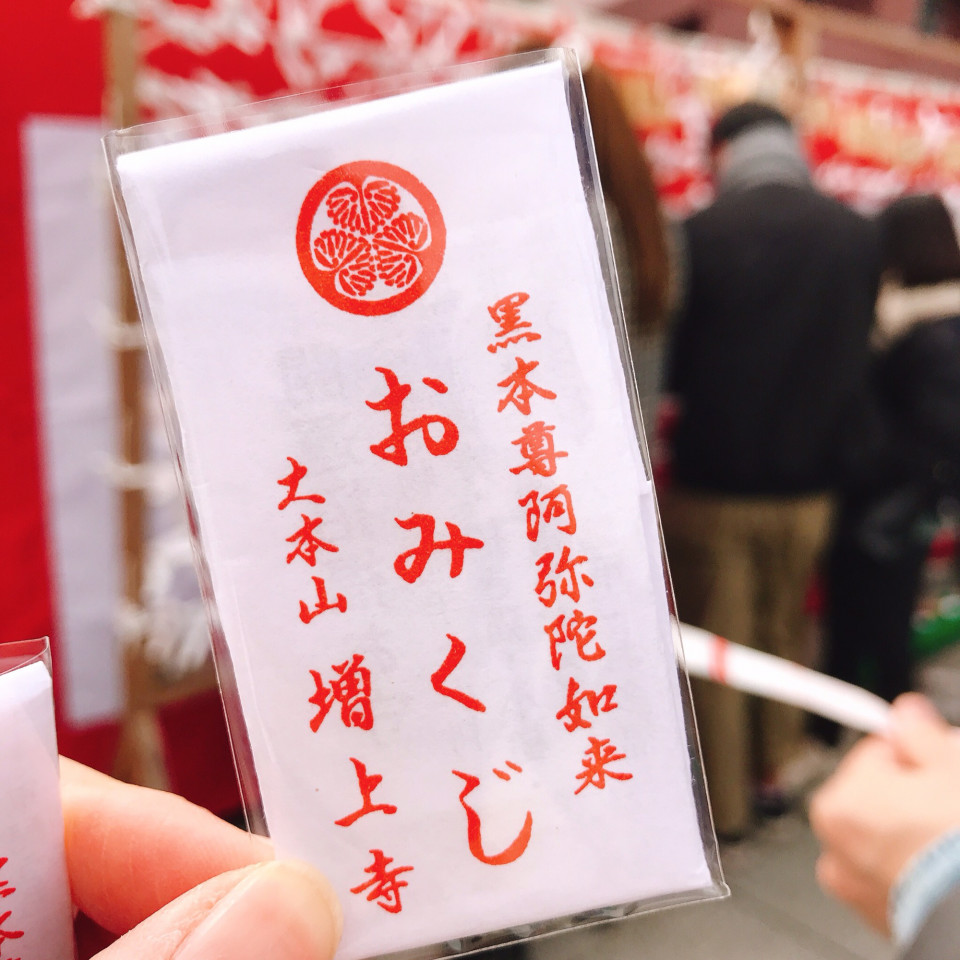 黒本尊阿弥陀如来
おみくじ
大本山 増上寺